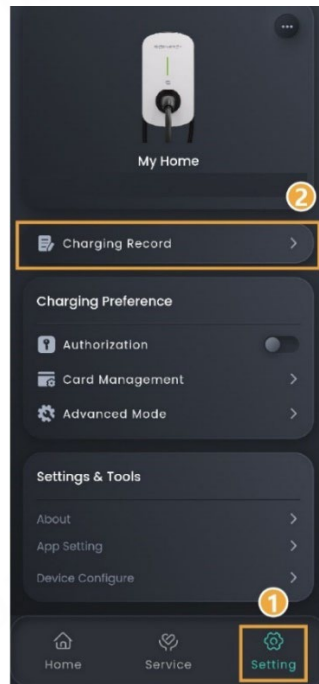 My Home
2
Charging Record
Charging Preference
Authorization
Card Management
Advanced Mode
Settings & Tools
About
App Setting
Device Configure
1
Home
Service
Setting